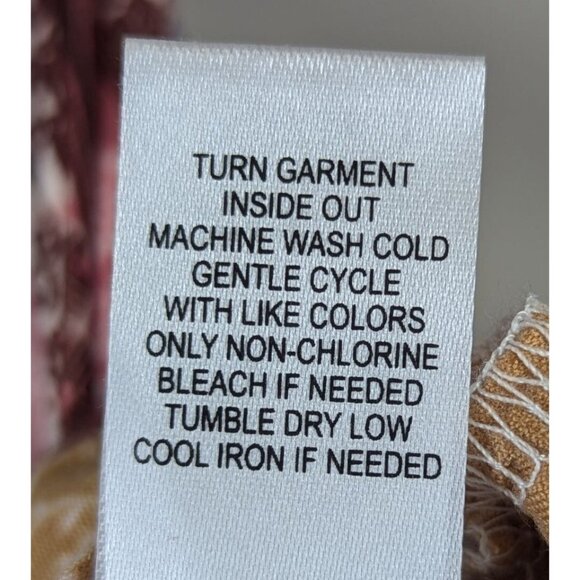 TURN GARMENT
INSIDE OUT
MACHINE WASH COLD
GENTLE CYCLE
WITH LIKE COLORS
ONLY NON-CHLORINE
BLEACH IF NEEDED
TUMBLE DRY LOW
COOL IRON IF NEEDED